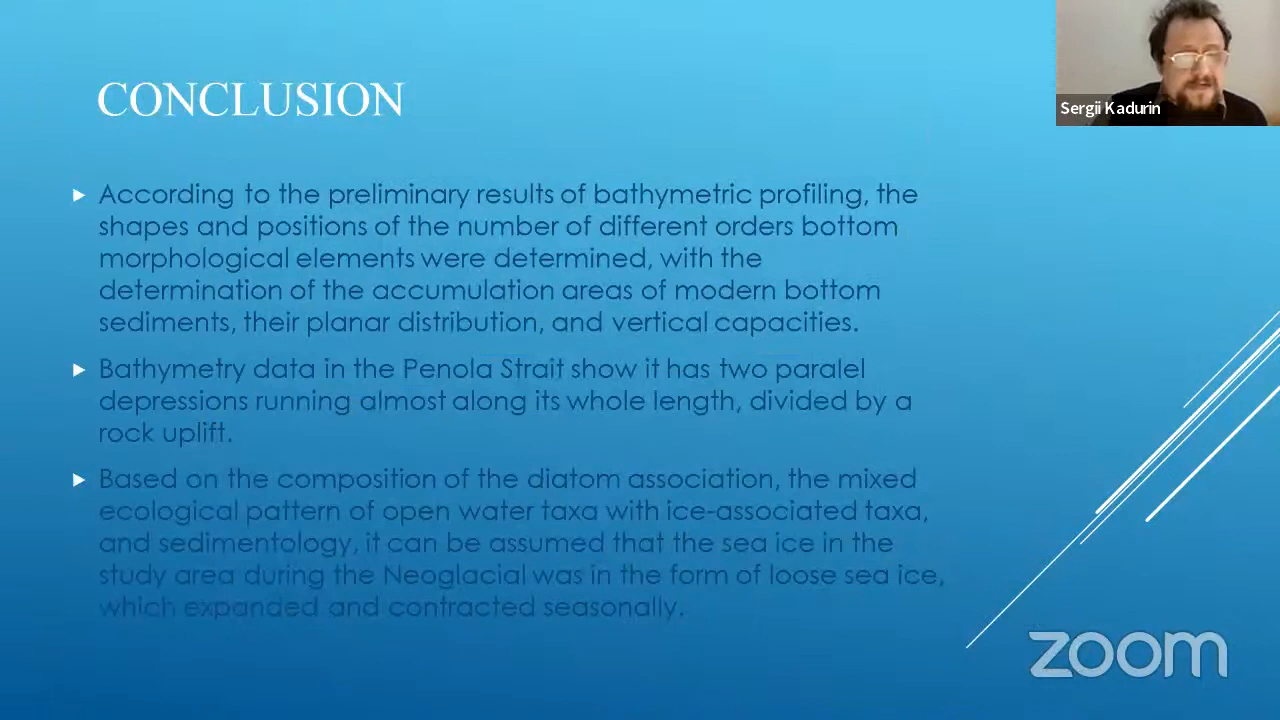 CONCLUSION
Sergii Kadurin
According to the preliminary results of bathymetric profiling, the
shapes and positions of the number of different orders bottom
morphological elements were determined, with the
determination of the accumulation areas of modern bottom
sediments, their planar distribution, and vertical capacities.
Bathymetry data in the Penola Strait show it has two paralel
depressions running almost along its whole length, divided by a
rock uplift.
Based on the composition of the diatom association, the mixed
ecological pattern of open water taxa with ice-associated taxa,
and sedimentology, it can be assumed that the sea ice in the
study area during the Neoglacial was in the form of loose sea ice,
which expanded and contracted seasonally.
zoom